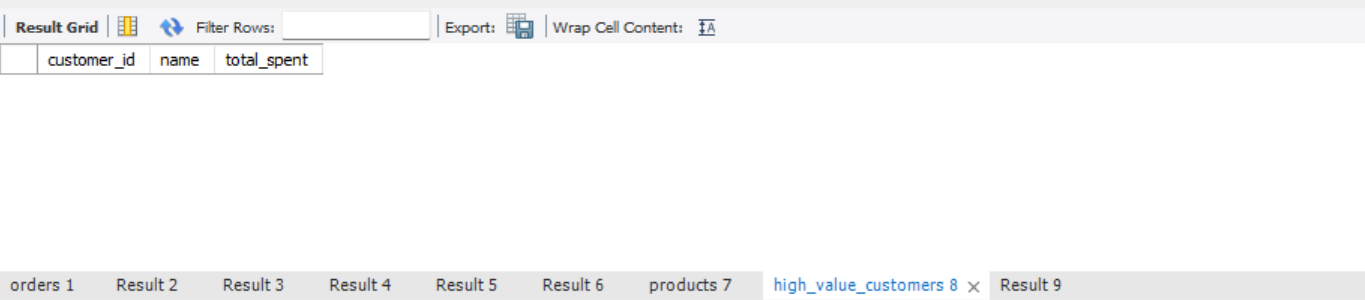 Result Grid Filter Rows: Export: Wrap Cell Content: IA
customer_id name total_spent
orders 1 Result 2 Result 3 Result 4 Result 5 Result 6 products 7 high_value_customers 8 × Result 9